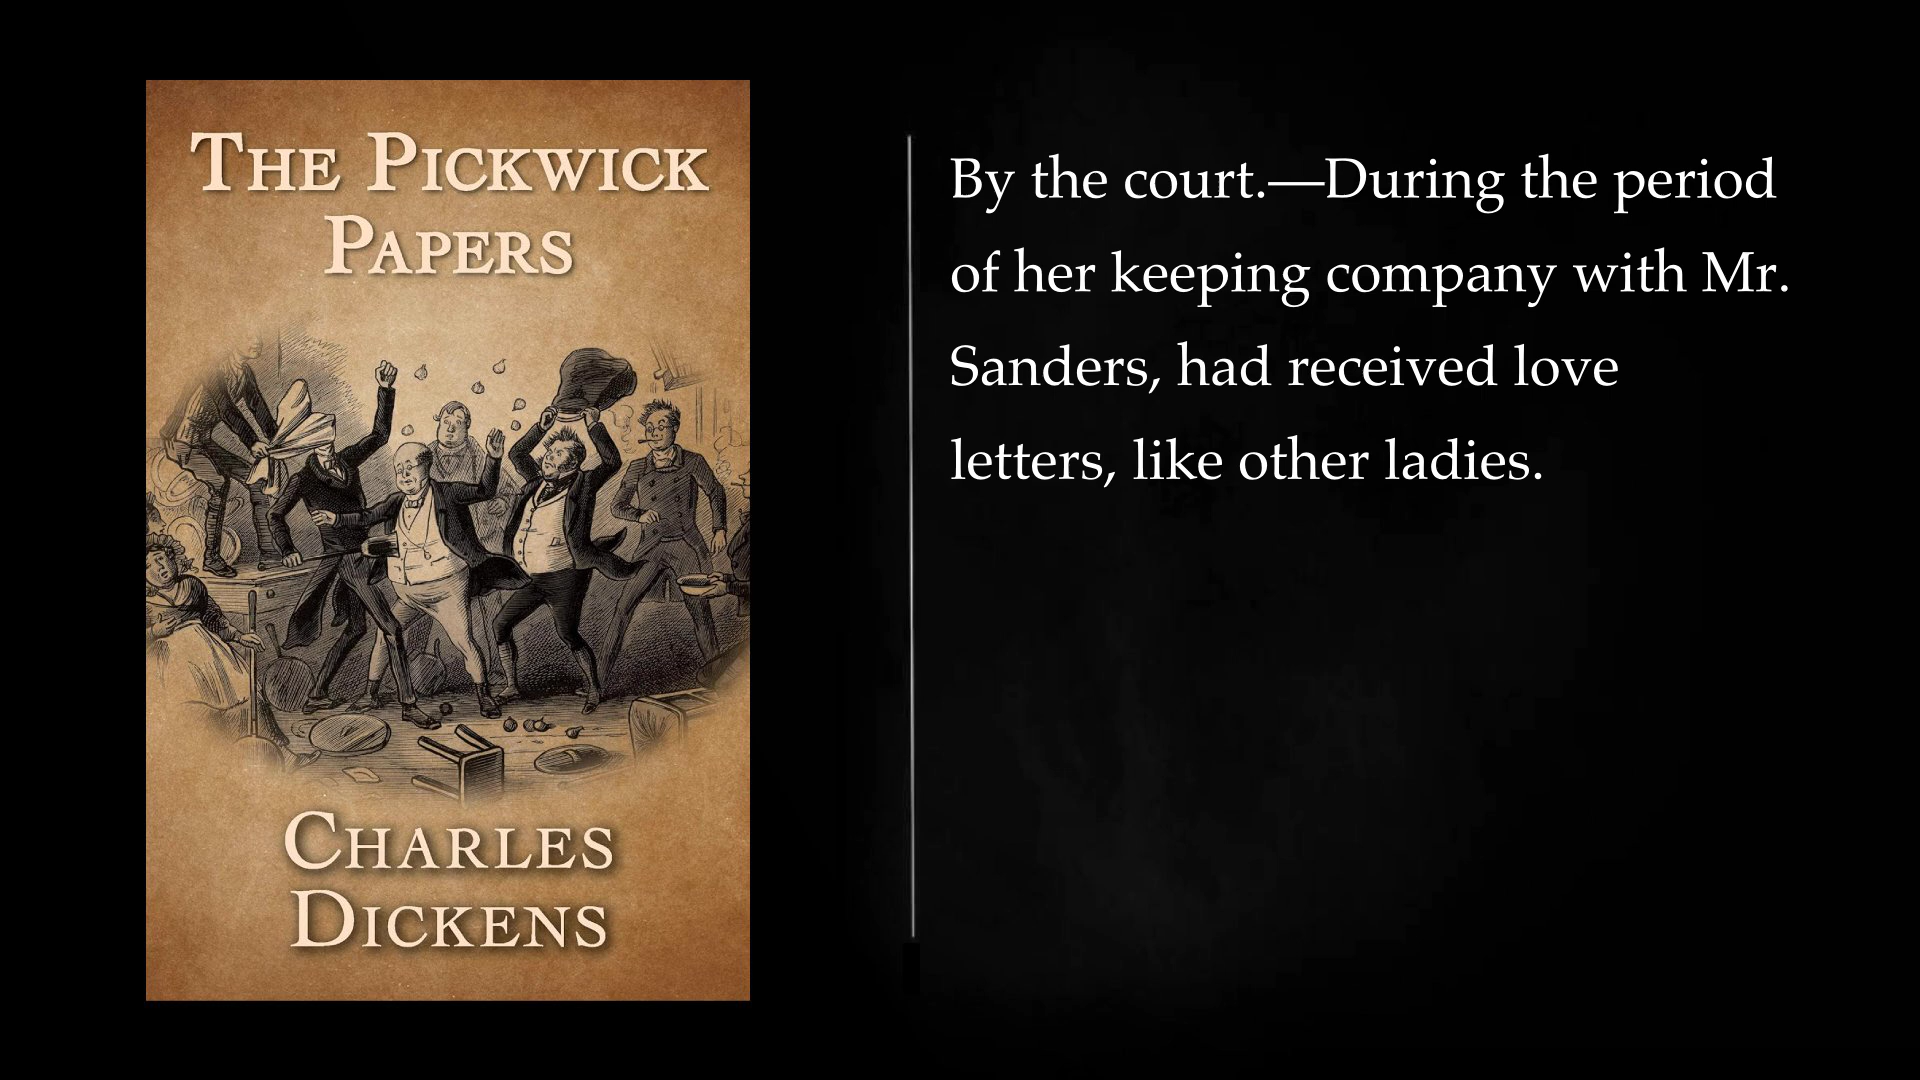 The Pickwick
Papers
Charles
Dickens
By the court.—During the period
of her keeping company with Mr.
Sanders, had received love
letters, like other ladies.